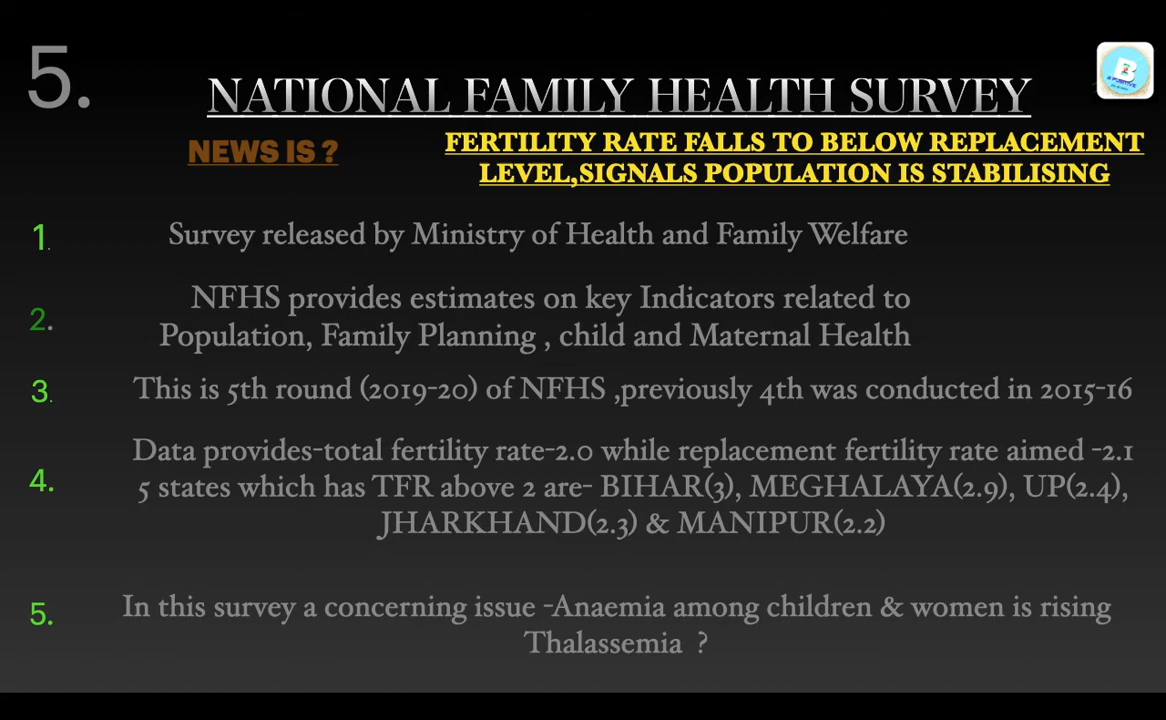 5.
NATIONAL FAMILY HEALTH SURVEY
NEWS IS ?
FERTILITY RATE FALLS TO BELOW REPLACEMENT
LEVEL,SIGNALS POPULATION IS STABILISING
1. Survey released by Ministry of Health and Family Welfare
2. NFHS provides estimates on key Indicators related to
Population, Family Planning , child and Maternal Health
3. This is 5th round (2019-20) of NFHS ,previously 4th was conducted in 2015-16
4. Data provides-total fertility rate-2.0 while replacement fertility rate aimed -2.1
5 states which has TFR above 2 are- BIHAR(3), MEGHALAYA(2.9), UP(2.4),
JHARKHAND(2.3) & MANIPUR(2.2)
5. In this survey a concerning issue -Anaemia among children & women is rising
Thalassemia ?